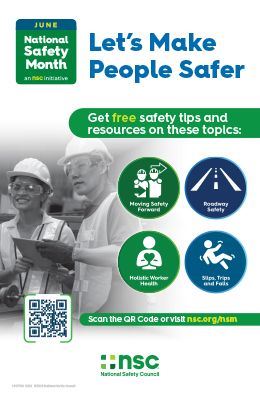 JUNE
National
Safety
Month
an nsc initiative
Let's Make
People Safer
Get free safety tips and
resources on these topics:
Moving Safety
Forward
Roadway
Safety
Holistic Worker
Health
Slips, Trips
and Falls
Scan the QR Code or visit nsc.org/nsm
nsc
National Safety Council